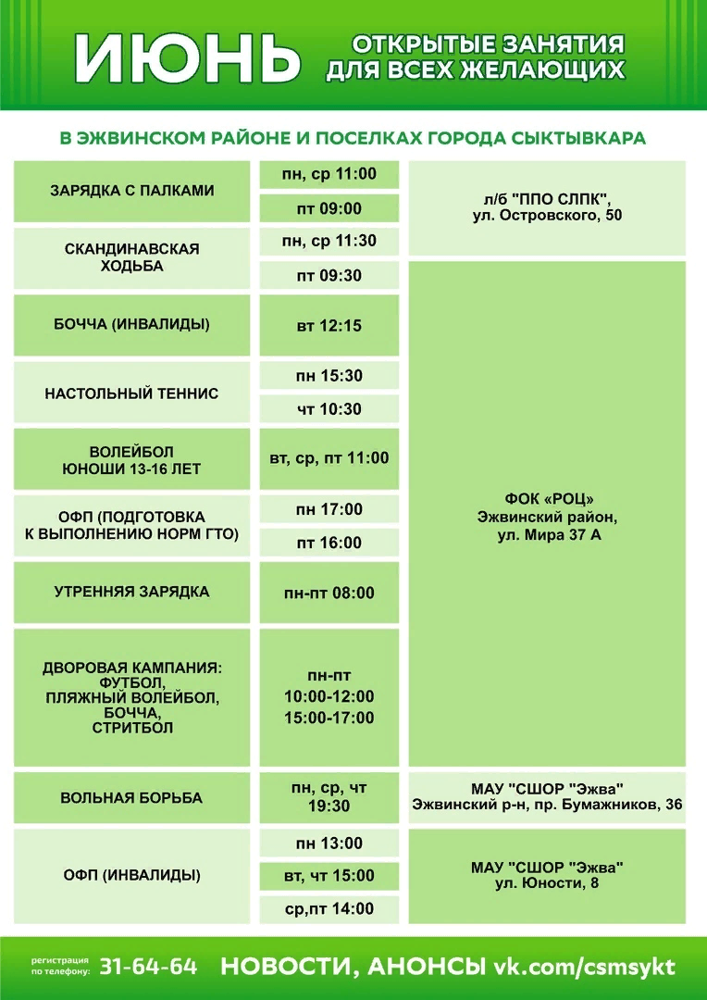 ИЮНЬ
ОТКРЫТЫЕ ЗАНЯТИЯ
ДЛЯ ВСЕХ ЖЕЛАЮЩИХ
В ЭЖВИНСКОМ РАЙОНЕ И ПОСЕЛКАХ ГОРОДА СЫКТЫВКАРА
ЗАРЯДКА С ПАЛКАМИ
пн, ср 11:00
пт 09:00
л/б "ППО СЛПК",
ул. Островского, 50
СКАНДИНАВСКАЯ
ХОДЬБА
пн, ср 11:30
пт 09:30
БОЧЧА (ИНВАЛИДЫ)
вт 12:15
НАСТОЛЬНЫЙ ТЕННИС
пн 15:30
чт 10:30
ВОЛЕЙБОЛ
ЮНОШИ 13-16 ЛЕТ
вт, ср, пт 11:00
ОФП (ПОДГОТОВКА
К ВЫПОЛНЕНИЮ НОРМ ГТО)
пн 17:00
пт 16:00
ФОК «РОЦ»
Эжвинский район,
ул. Мира 37 А
УТРЕННЯЯ ЗАРЯДКА
пн-пт 08:00
ДВОРОВАЯ КАМПАНИЯ:
ФУТБОЛ,
ПЛЯЖНЫЙ ВОЛЕЙБОЛ,
БОЧЧА,
СТРИТБОЛ
пн-пт
10:00-12:00
15:00-17:00
ВОЛЬНАЯ БОРЬБА
пн, ср, чт
19:30
МАУ "СШОР "Эжва"
Эжвинский р-н, пр. Бумажников, 36
ОФП (ИНВАЛИДЫ)
пн 13:00
вт, чт 15:00
ср,пт 14:00
МАУ "СШОР "Эжва"
ул. Юности, 8
регистрация
по телефону:
31-64-64
НОВОСТИ, АНОНСЫ vk.com/csmsykt